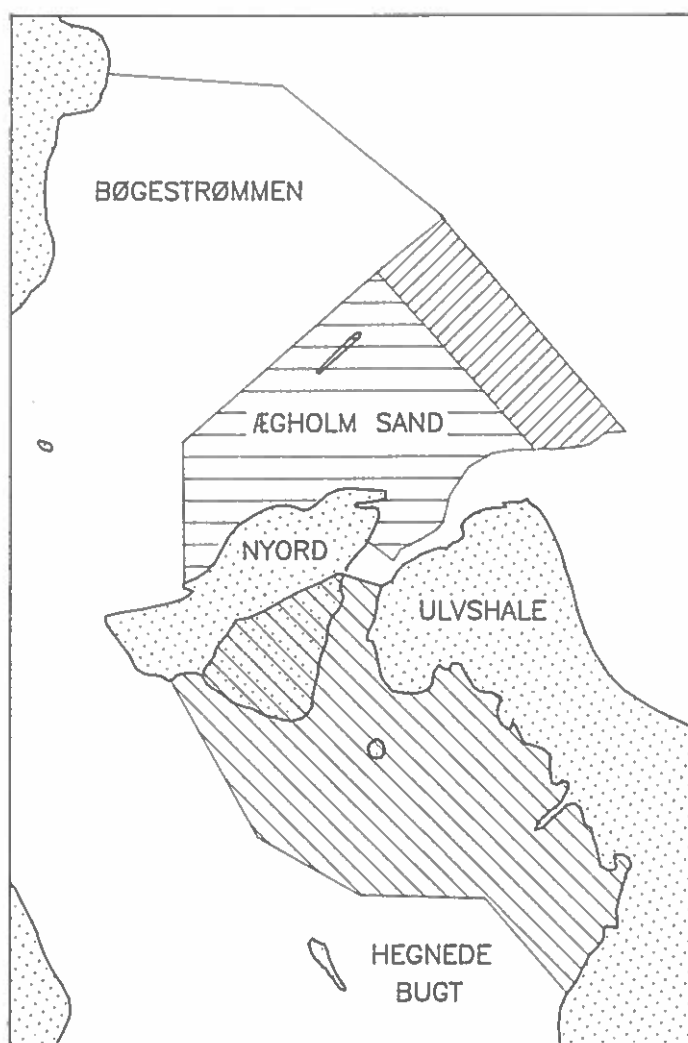 BØGESTRØMMEN
ÆGHOLM SAND
NYORD
ULVSHALE
HEGNEDE
BUGT